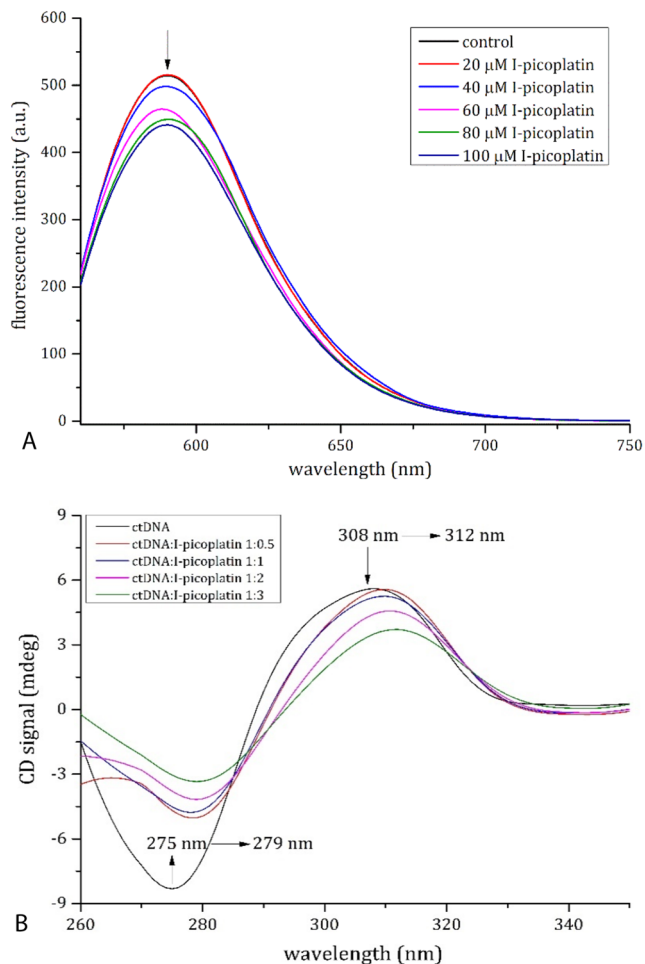 600
500
400
300
200
100
0
fluorescence intensity (a.u.)
control
20 µM I-picoplatin
40 µM I-picoplatin
60 µM I-picoplatin
80 µM I-picoplatin
100 µM I-picoplatin
600 650 700 750
wavelength (nm)
A
9
6
3
0
-3
-6
-9
CD signal (mdeg)
ctDNA
ctDNA:I-picoplatin 1:0.5
ctDNA:I-picoplatin 1:1
ctDNA:I-picoplatin 1:2
ctDNA:I-picoplatin 1:3
308 nm 312 nm
275 nm 279 nm
260 280 300 320 340
wavelength (nm)
B